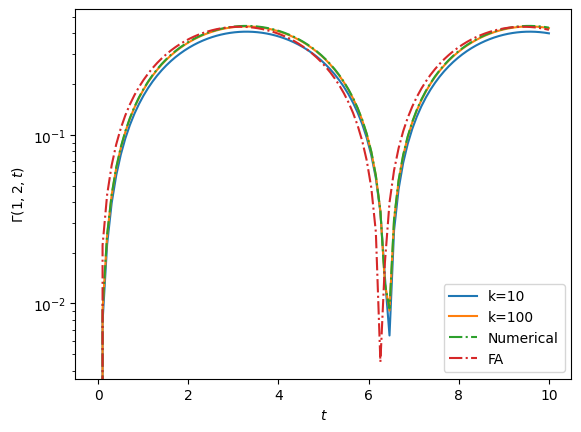 Γ(1, 2, t)
10⁻¹
10⁻²
k=10
k=100
Numerical
FA
0 2 4 6 8 10
t